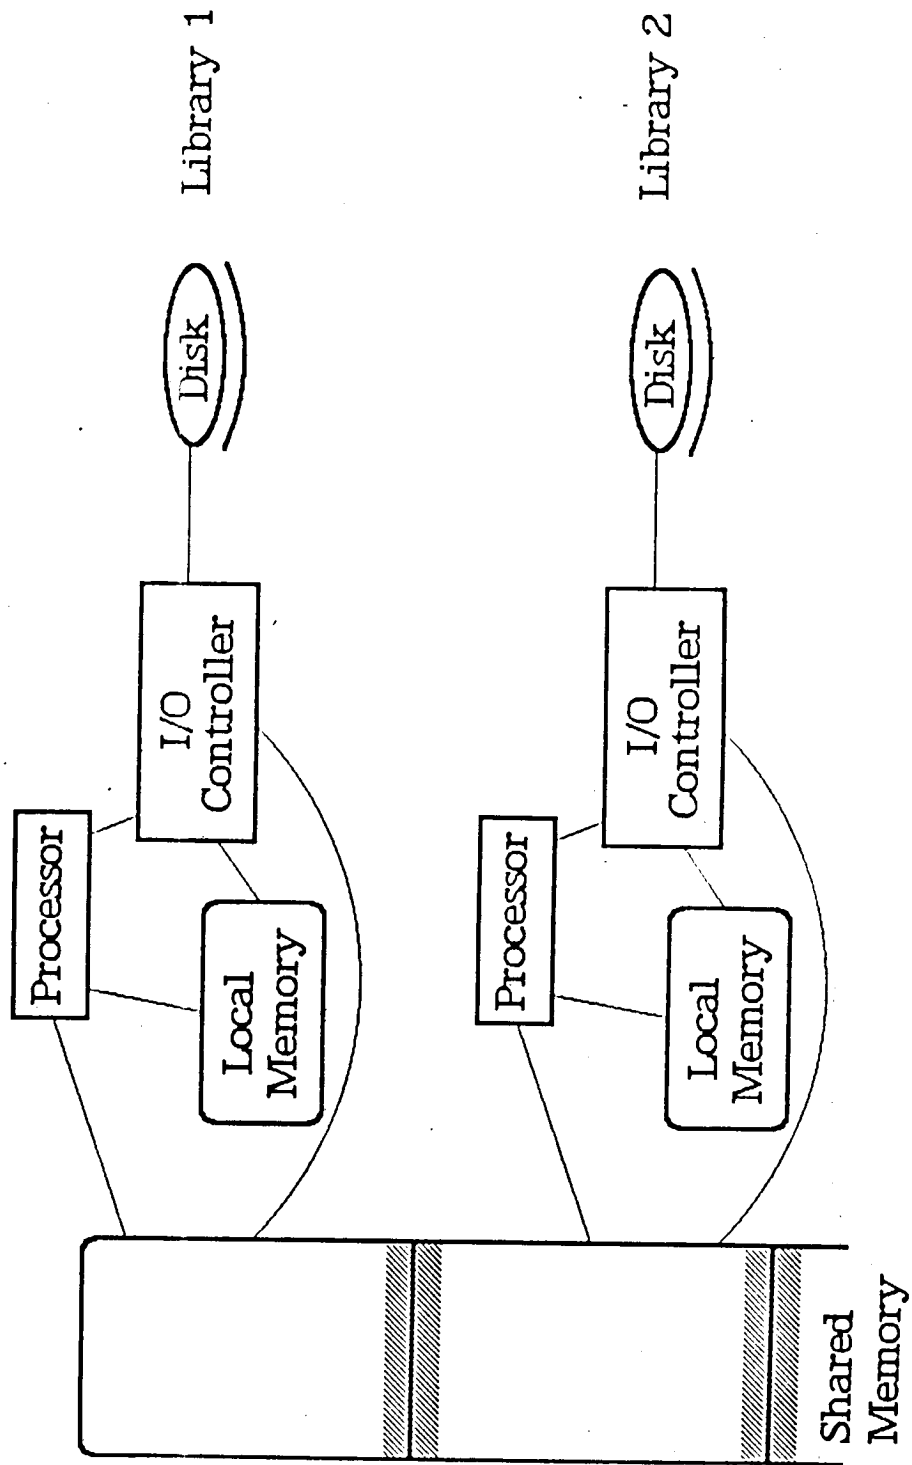 Processor
I/O
Controller
Disk
Library 1
Local
Memory
Processor
I/O
Controller
Disk
Library 2
Local
Memory
Shared
Memory